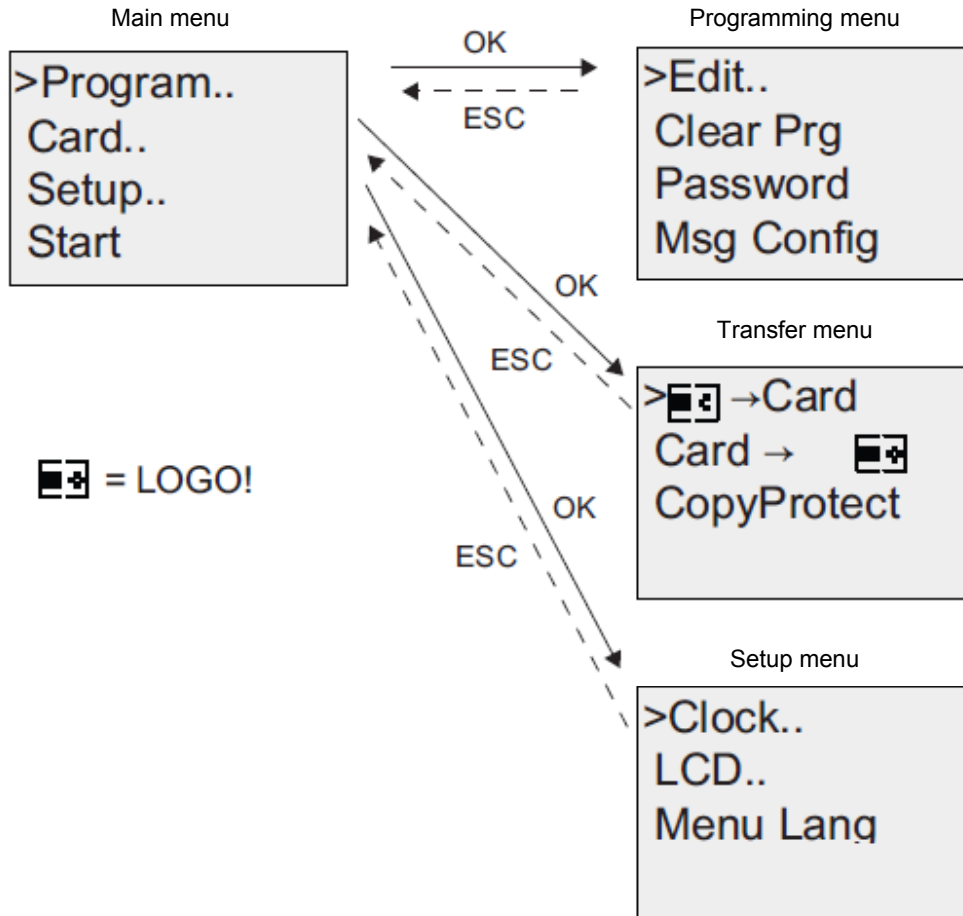 Main menu
>Program..
Card..
Setup..
Start
OK
ESC
Programming menu
>Edit..
Clear Prg
Password
Msg Config
OK
ESC
Transfer menu
> →Card
Card →
CopyProtect
= LOGO!
OK
ESC
Setup menu
>Clock..
LCD..
Menu Lang